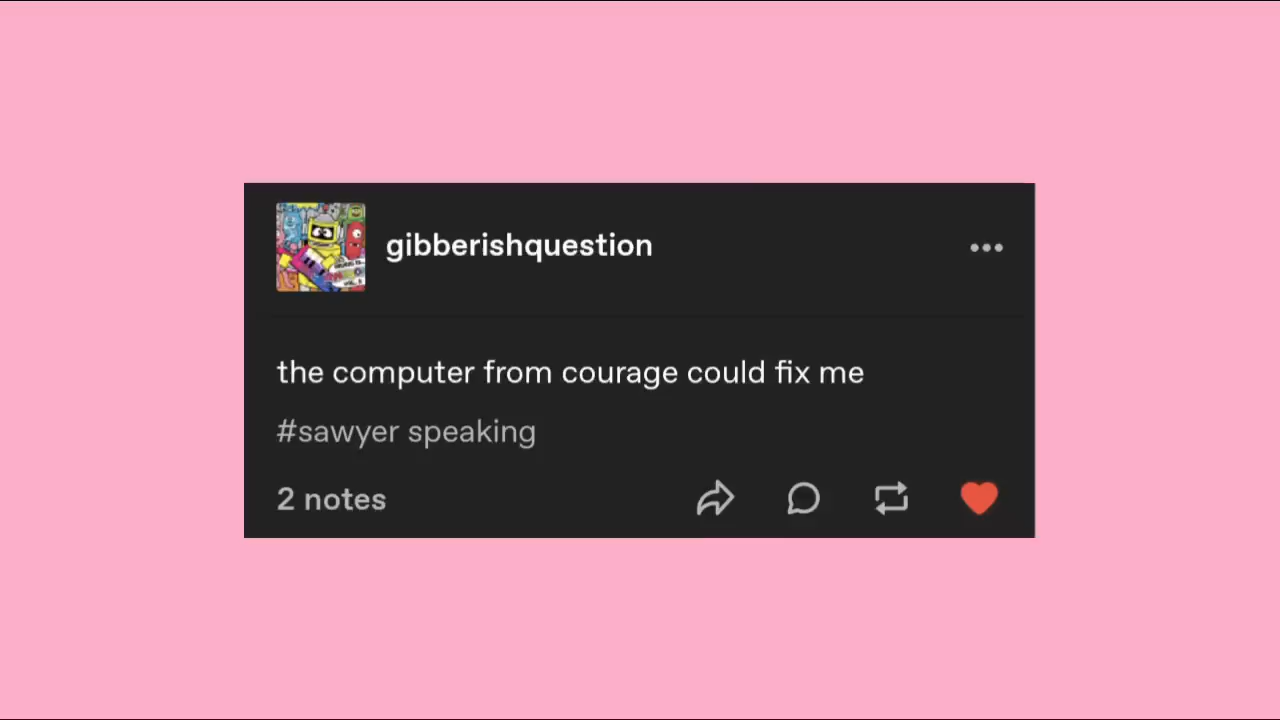 gibberishquestion
the computer from courage could fix me
#sawyer speaking
2 notes